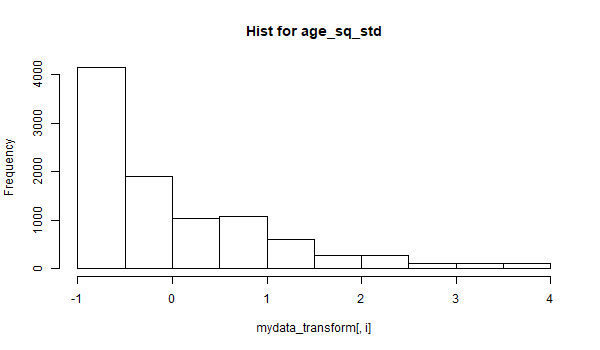 Hist for age_sq_std
Frequency
4000
3000
2000
1000
0
-1 0 1 2 3 4
mydata_transform[, i]